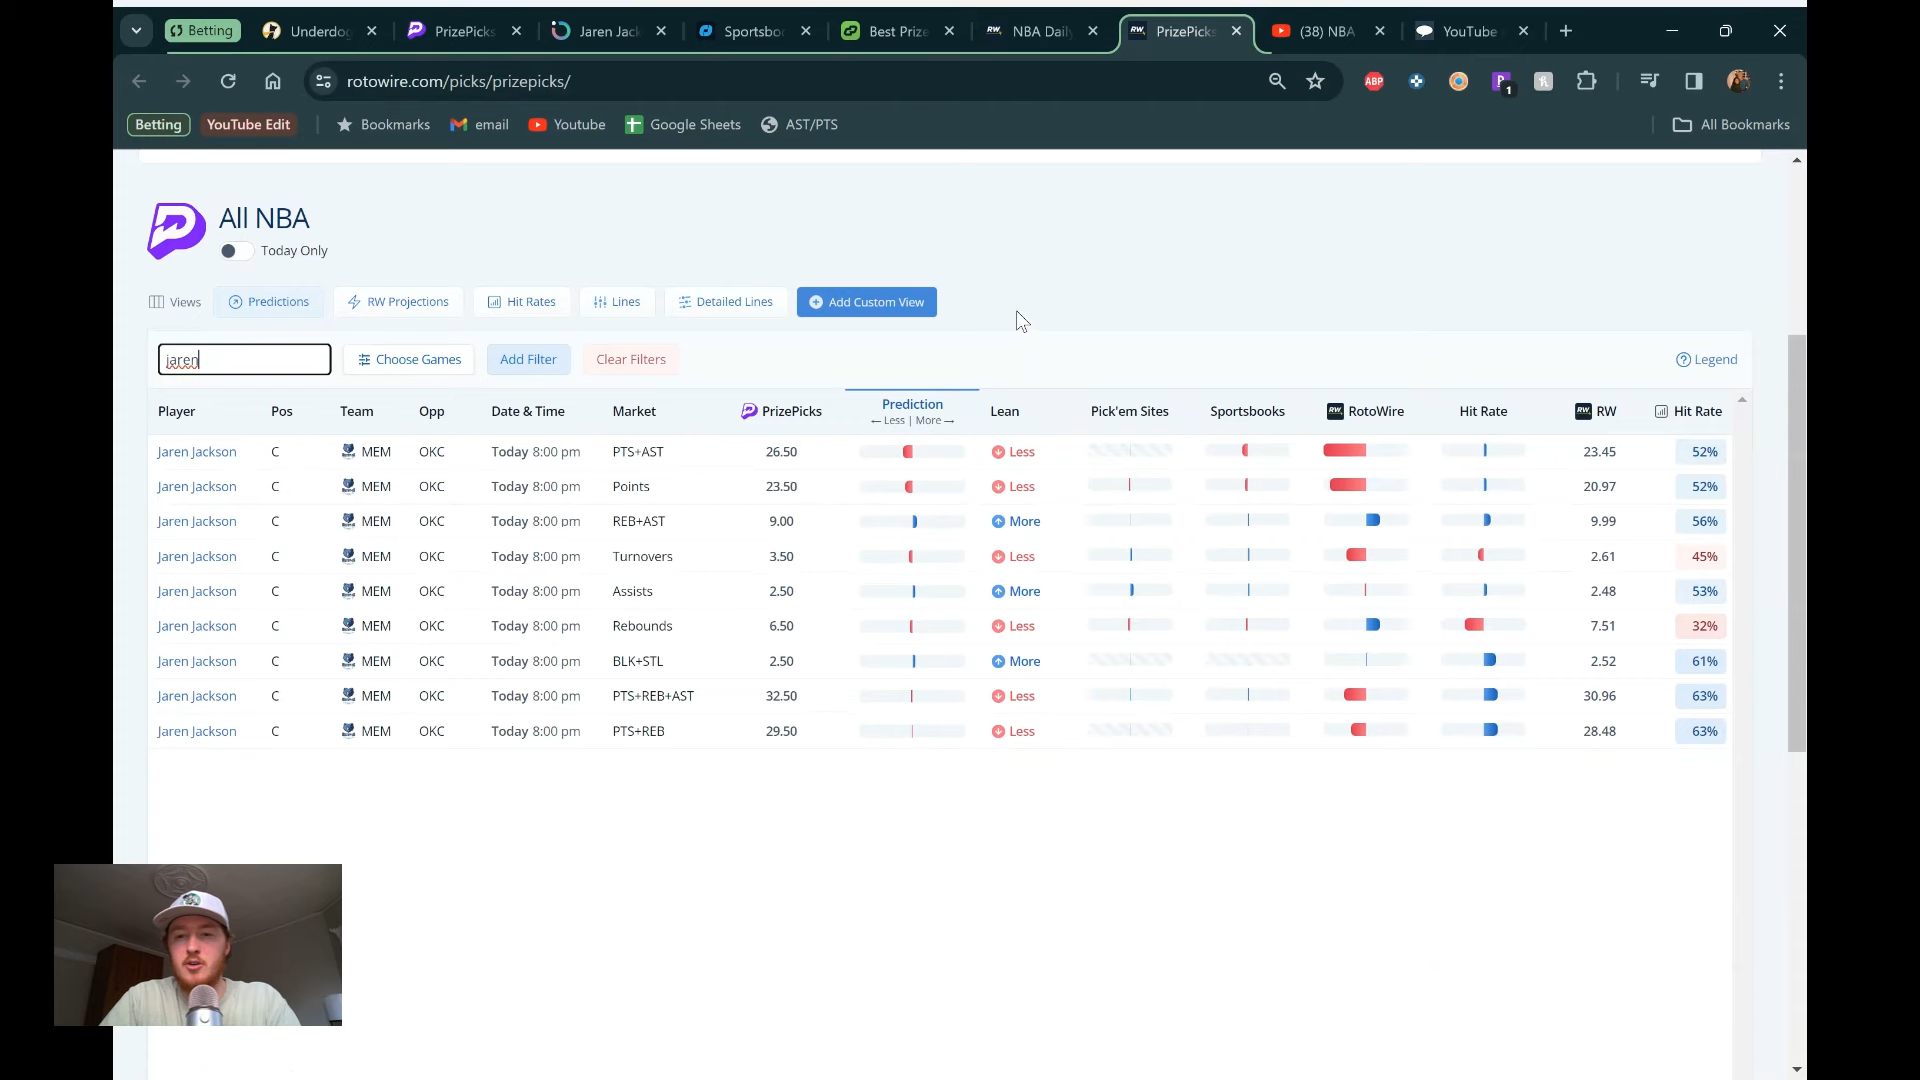 Betting Underdo PrizePicks Jaren Jack Sportsbo Best Prize NBA Daily PrizePicks (38) NBA YouTube
rotowire.com/picks/prizepicks/ ABP 1
Betting YouTube Edit Bookmarks email Youtube Google Sheets AST/PTS All Bookmarks
All NBA
Today Only
Views Predictions RW Projections Hit Rates Lines Detailed Lines Add Custom View
jaren Choose Games Add Filter Clear Filters Legend
Player Pos Team Opp Date & Time Market PrizePicks Prediction Lean Pick'em Sites Sportsbooks RW RotoWire Hit Rate RW RW Hit Rate
← Less | More →
Jaren Jackson C MEM OKC Today 8:00 pm PTS+AST 26.50 Less 23.45 52%
Jaren Jackson C MEM OKC Today 8:00 pm Points 23.50 Less 20.97 52%
Jaren Jackson C MEM OKC Today 8:00 pm REB+AST 9.00 More 9.99 56%
Jaren Jackson C MEM OKC Today 8:00 pm Turnovers 3.50 Less 2.61 45%
Jaren Jackson C MEM OKC Today 8:00 pm Assists 2.50 More 2.48 53%
Jaren Jackson C MEM OKC Today 8:00 pm Rebounds 6.50 Less 7.51 32%
Jaren Jackson C MEM OKC Today 8:00 pm BLK+STL 2.50 More 2.52 61%
Jaren Jackson C MEM OKC Today 8:00 pm PTS+REB+AST 32.50 Less 30.96 63%
Jaren Jackson C MEM OKC Today 8:00 pm PTS+REB 29.50 Less 28.48 63%